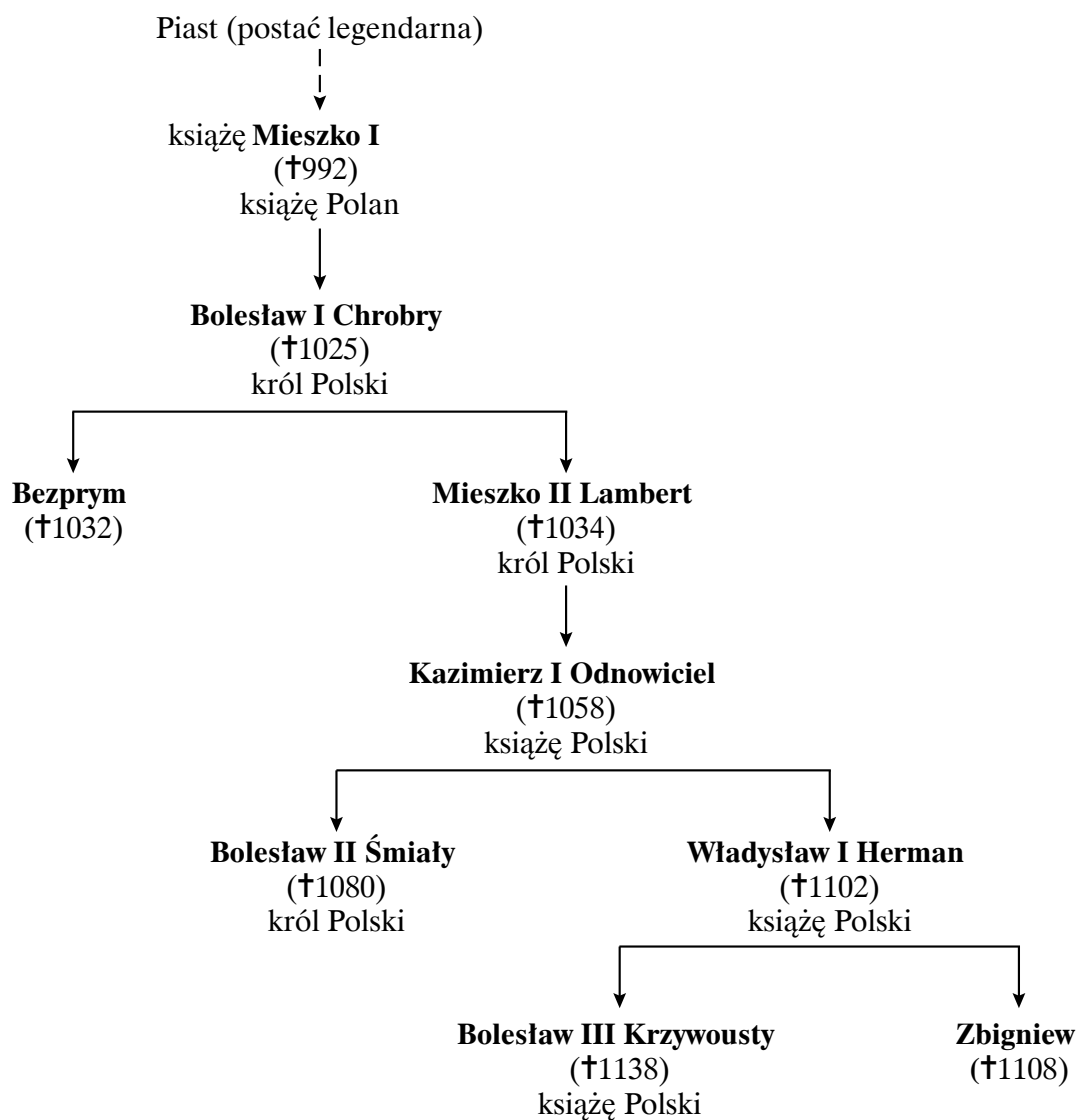 Piast (postać legendarna)
książę Mieszko I
(✝992)
książę Polan
Bolesław I Chrobry
(✝1025)
król Polski
Bezprym
(✝1032)
Mieszko II Lambert
(✝1034)
król Polski
Kazimierz I Odnowiciel
(✝1058)
książę Polski
Bolesław II Śmiały
(✝1080)
król Polski
Władysław I Herman
(✝1102)
książę Polski
Bolesław III Krzywousty
(✝1138)
książę Polski
Zbigniew
(✝1108)